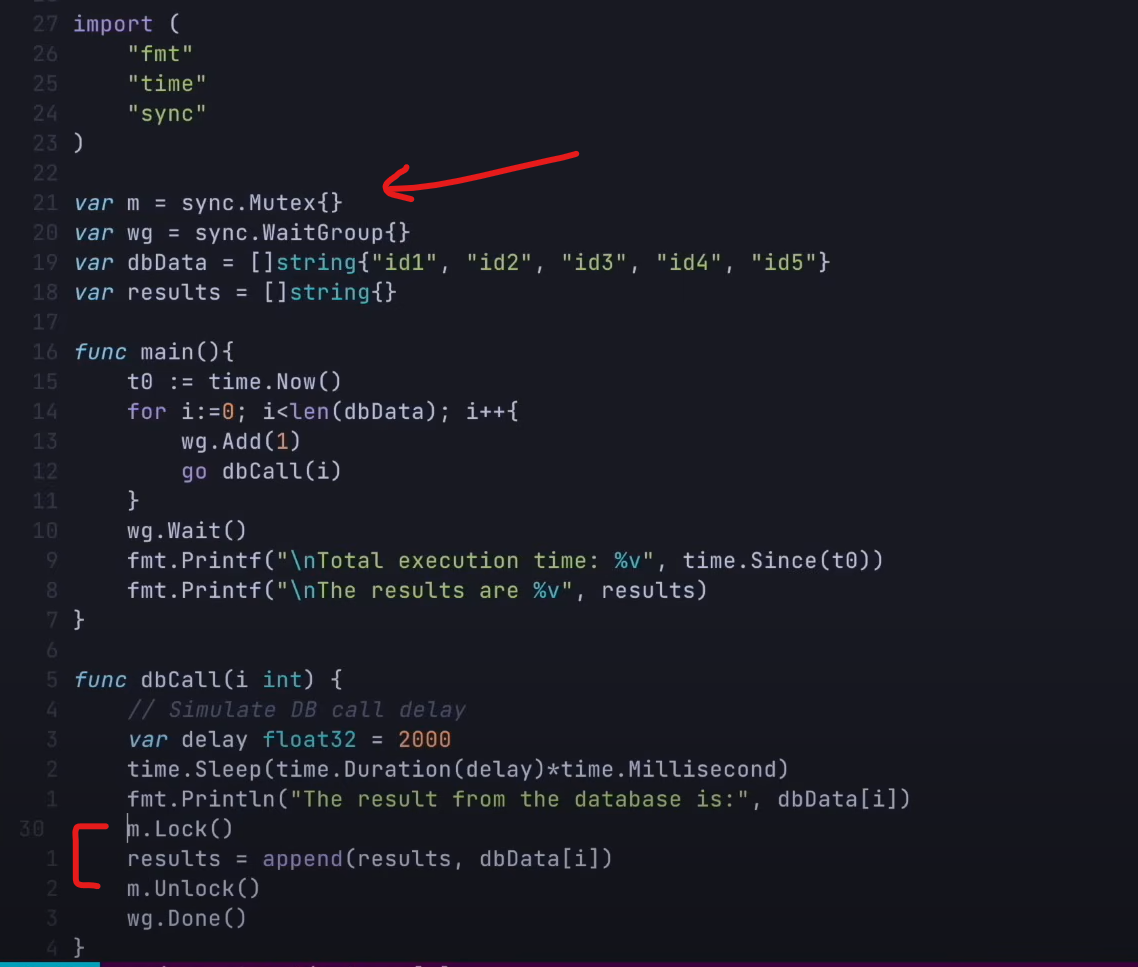 27 import (
26 "fmt"
25 "time"
24 "sync"
23 )
22
21 var m = sync.Mutex{}
20 var wg = sync.WaitGroup{}
19 var dbData = []string{"id1", "id2", "id3", "id4", "id5"}
18 var results = []string{}
17
16 func main(){
15 t0 := time.Now()
14 for i:=0; i<len(dbData); i++{
13 wg.Add(1)
12 go dbCall(i)
11 }
10 wg.Wait()
9 fmt.Printf("\nTotal execution time: %v", time.Since(t0))
8 fmt.Printf("\nThe results are %v", results)
7 }
6
5 func dbCall(i int) {
4 // Simulate DB call delay
3 var delay float32 = 2000
2 time.Sleep(time.Duration(delay)*time.Millisecond)
1 fmt.Println("The result from the database is:", dbData[i])
30 m.Lock()
1 results = append(results, dbData[i])
2 m.Unlock()
3 wg.Done()
4 }